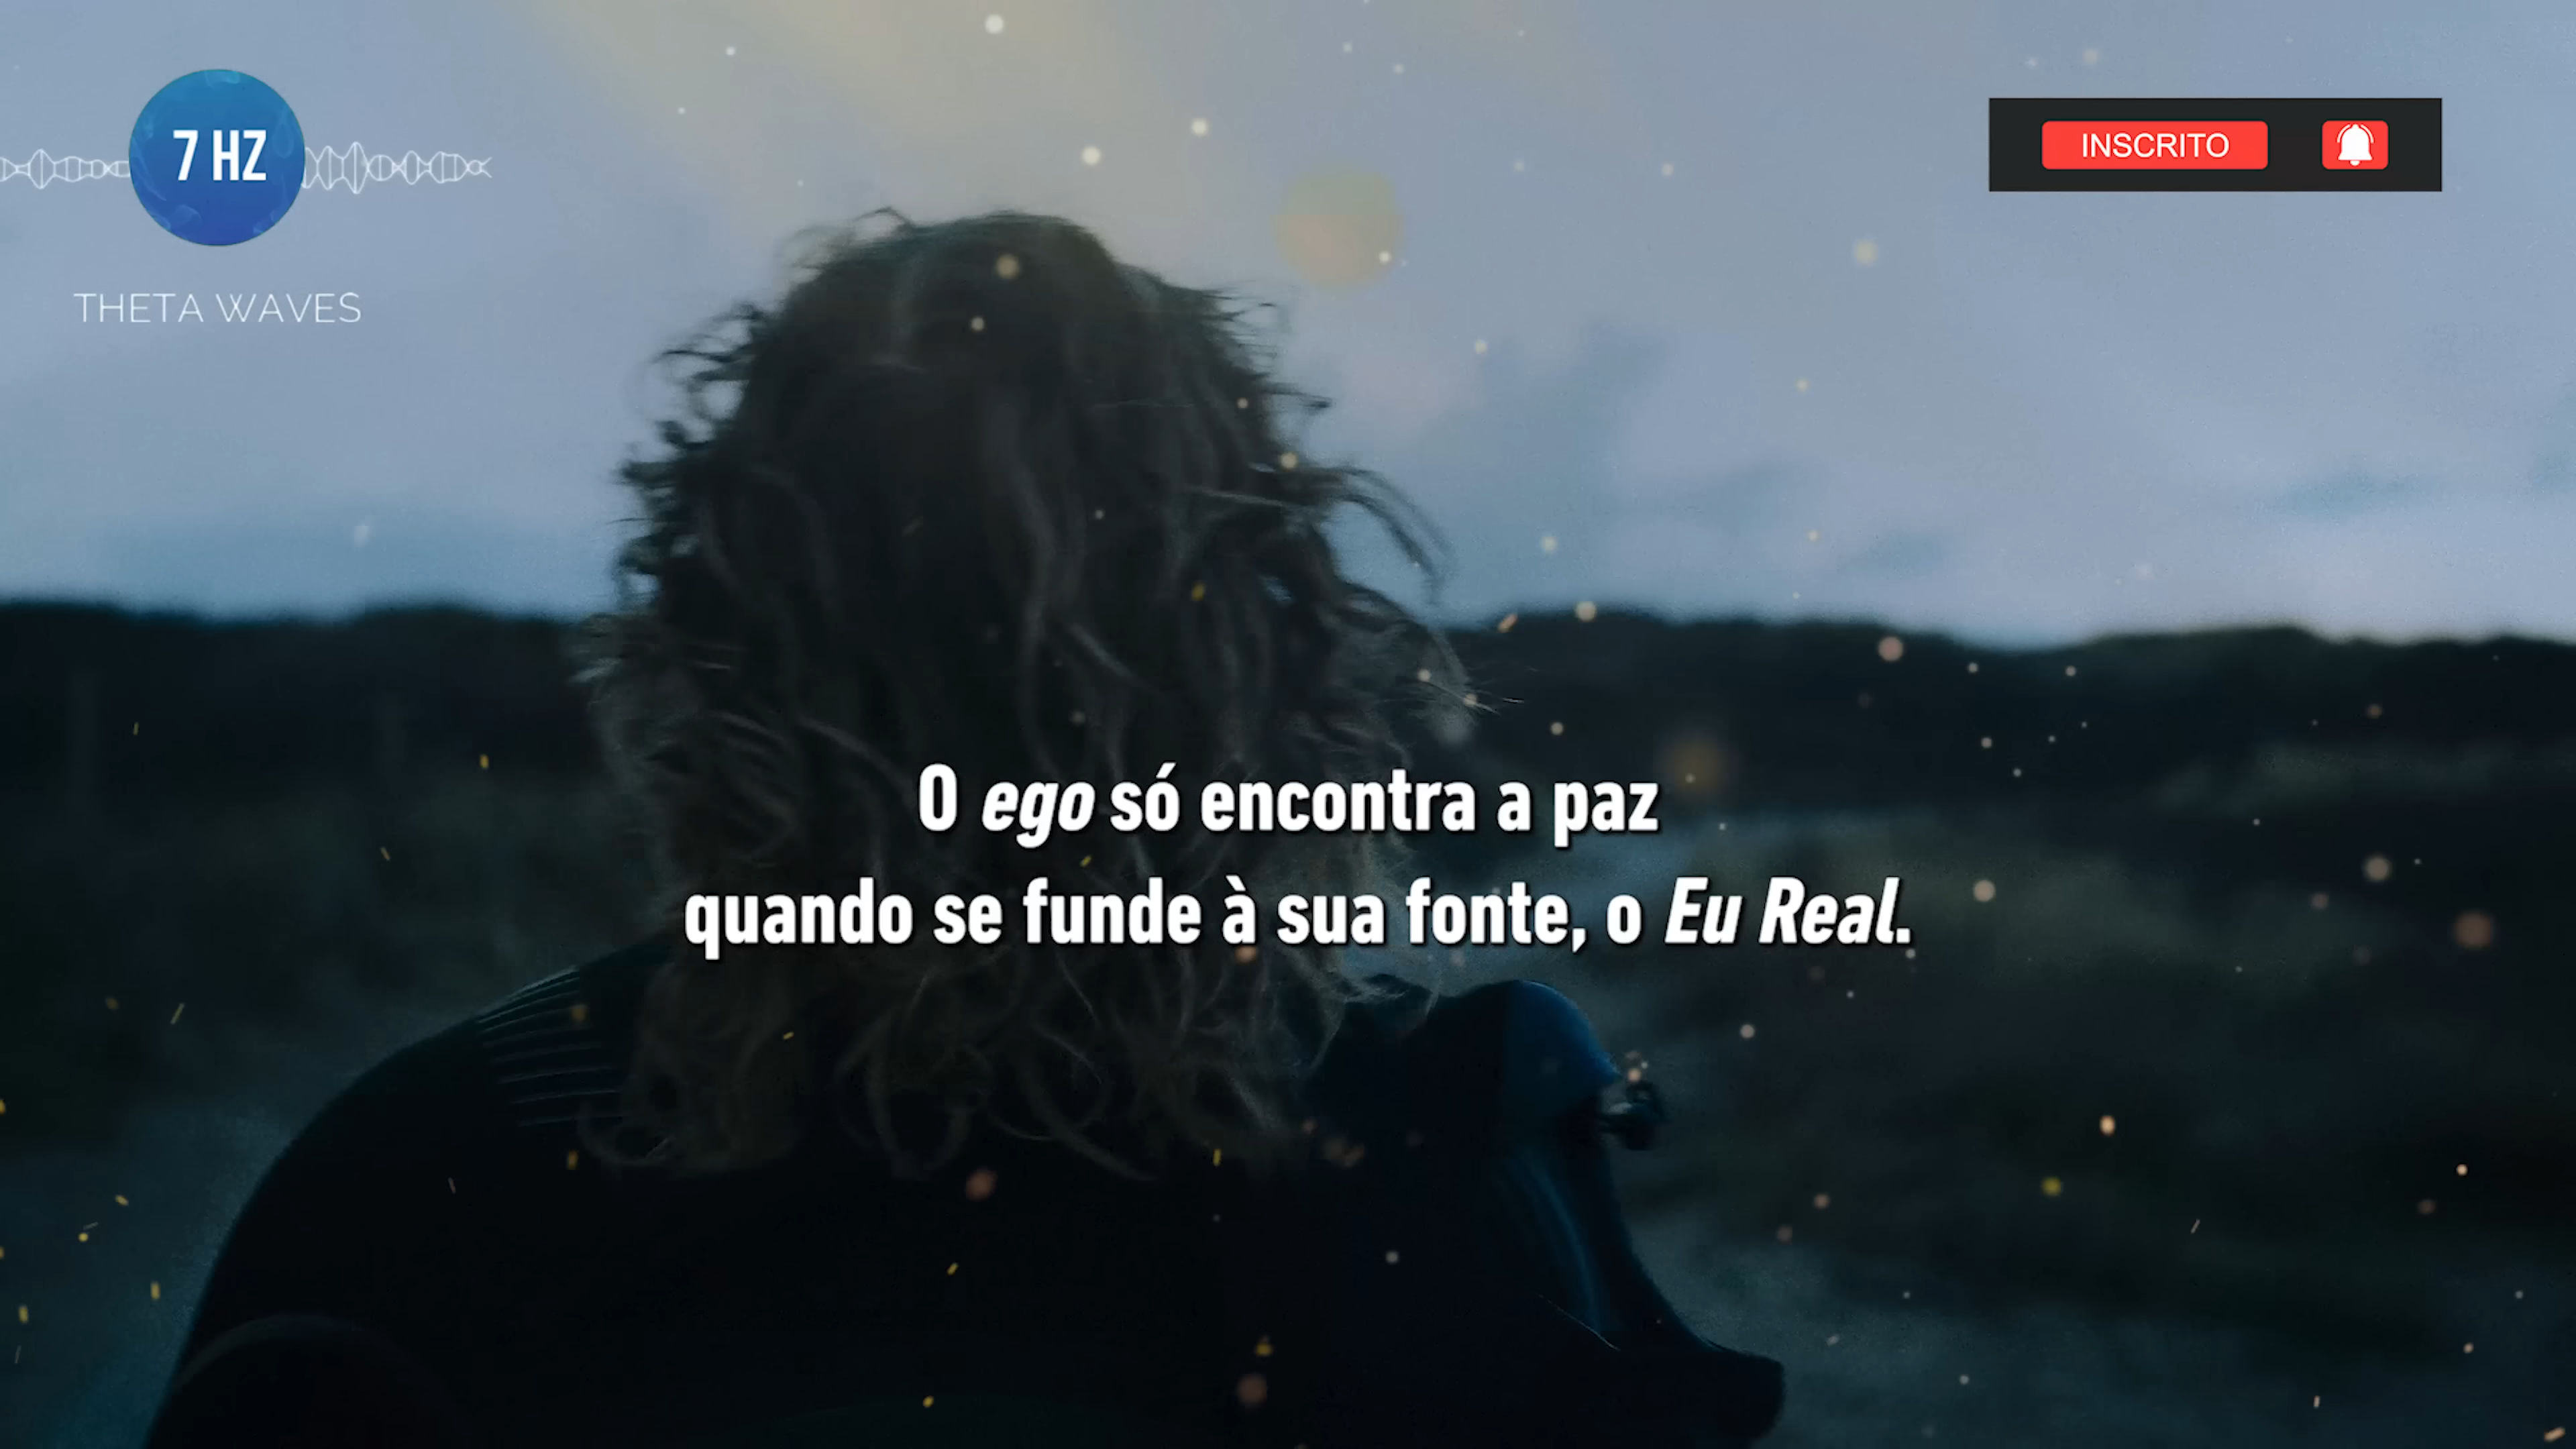 7 HZ
THETA WAVES
INSCRITO
O ego só encontra a paz
quando se funde à sua fonte, o Eu Real.